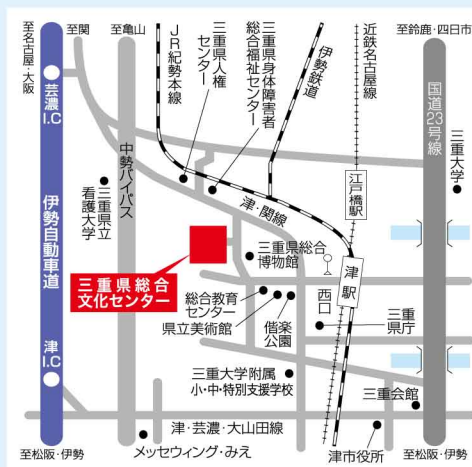 至名古屋・大阪
至関
至亀山
JR紀勢本線
三重県人権
センター
三重県身体障害者
総合福祉センター
伊勢鉄道
近鉄名古屋線
至鈴鹿・四日市
国道23号線
三重大学
芸濃
I.C
伊勢自動車道
三重県立
看護大学
中勢バイパス
江戸橋駅
津・関線
三重県総合
博物館
三重県総合
文化センター
津駅
西口
総合教育
センター
県立美術館
偕楽
公園
三重
県庁
津
I.C
三重大学附属
小・中・特別支援学校
三重会館
津・芸濃・大山田線
津市役所
至松阪・伊勢
メッセウィング・みえ
至松阪・伊勢